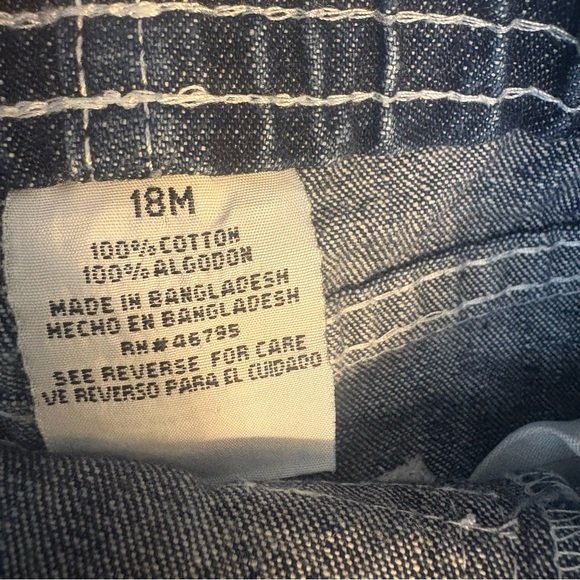 18M
100% COTTON
100% ALGODON
MADE IN BANGLADESH
HECHO EN BANGLADESH
RN# 46795
SEE REVERSE FOR CARE
VE REVERSO PARA EL CUIDADO